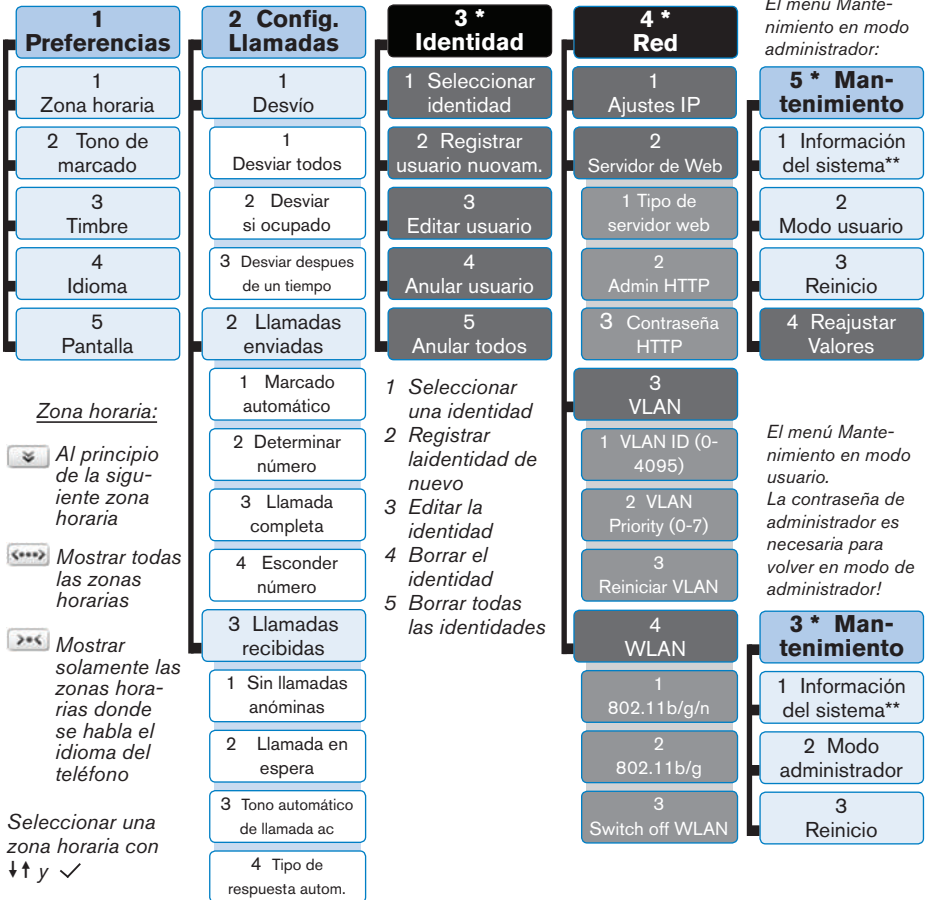 1
Preferencias
1
Zona horaria
2 Tono de
marcado
3
Timbre
4
Idioma
5
Pantalla
Zona horaria:
Al principio
de la sigu-
iente zona
horaria
Mostrar todas
las zonas
horarias
Mostrar
solamente las
zonas hora-
rias donde
se habla el
idioma del
teléfono
Seleccionar una
zona horaria con
↓↑ y ✓
2 Config.
Llamadas
1
Desvío
1
Desviar todos
2 Desviar
si ocupado
3 Desviar despues
de un tiempo
2 Llamadas
enviadas
1 Marcado
automático
2 Determinar
número
3 Llamada
completa
4 Esconder
número
3 Llamadas
recibidas
1 Sin llamadas
anóminas
2 Llamada en
espera
3 Tono automático
de llamada ac
4 Tipo de
respuesta autom.
3 *
Identidad
1 Seleccionar
identidad
2 Registrar
usuario nuovam.
3
Editar usuario
4
Anular usuario
5
Anular todos
1 Seleccionar
una identidad
2 Registrar
laidentidad de
nuevo
3 Editar la
identidad
4 Borrar el
identidad
5 Borrar todas
las identidades
4 *
Red
1
Ajustes IP
2
Servidor de Web
1 Tipo de
servidor web
2
Admin HTTP
3 Contraseña
HTTP
3
VLAN
1 VLAN ID (0-
4095)
2 VLAN
Priority (0-7)
3
Reiniciar VLAN
4
WLAN
1
802.11b/g/n
2
802.11b/g
3
Switch off WLAN
El menú Mante-
nimiento en modo
administrador:
5 * Man-
tenimiento
1 Información
del sistema**
2
Modo usuario
3
Reinicio
4 Reajustar
Valores
El menú Mante-
nimiento en modo
usuario.
La contraseña de
administrador es
necesaria para
volver en modo de
administrador!
3 * Man-
tenimiento
1 Información
del sistema**
2 Modo
administrador
3
Reinicio